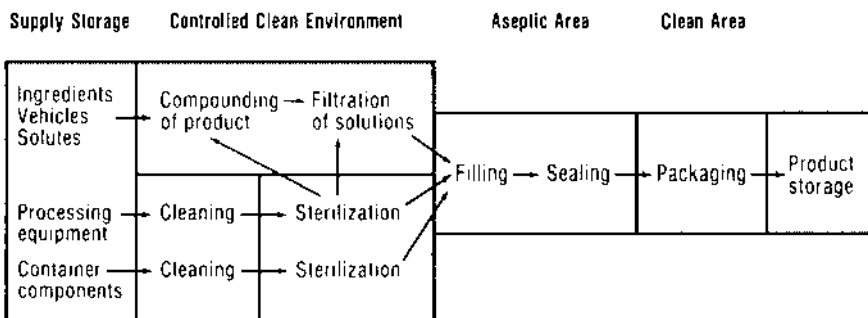 Supply Storage
Controlled Clean Environment
Aseptic Area
Clean Area
Ingredients
Vehicles
Solutes
Compounding
of product
Filtration
of solutions
Filling
Sealing
Packaging
Product
storage
Processing
equipment
Cleaning
Sterilization
Container
components
Cleaning
Sterilization